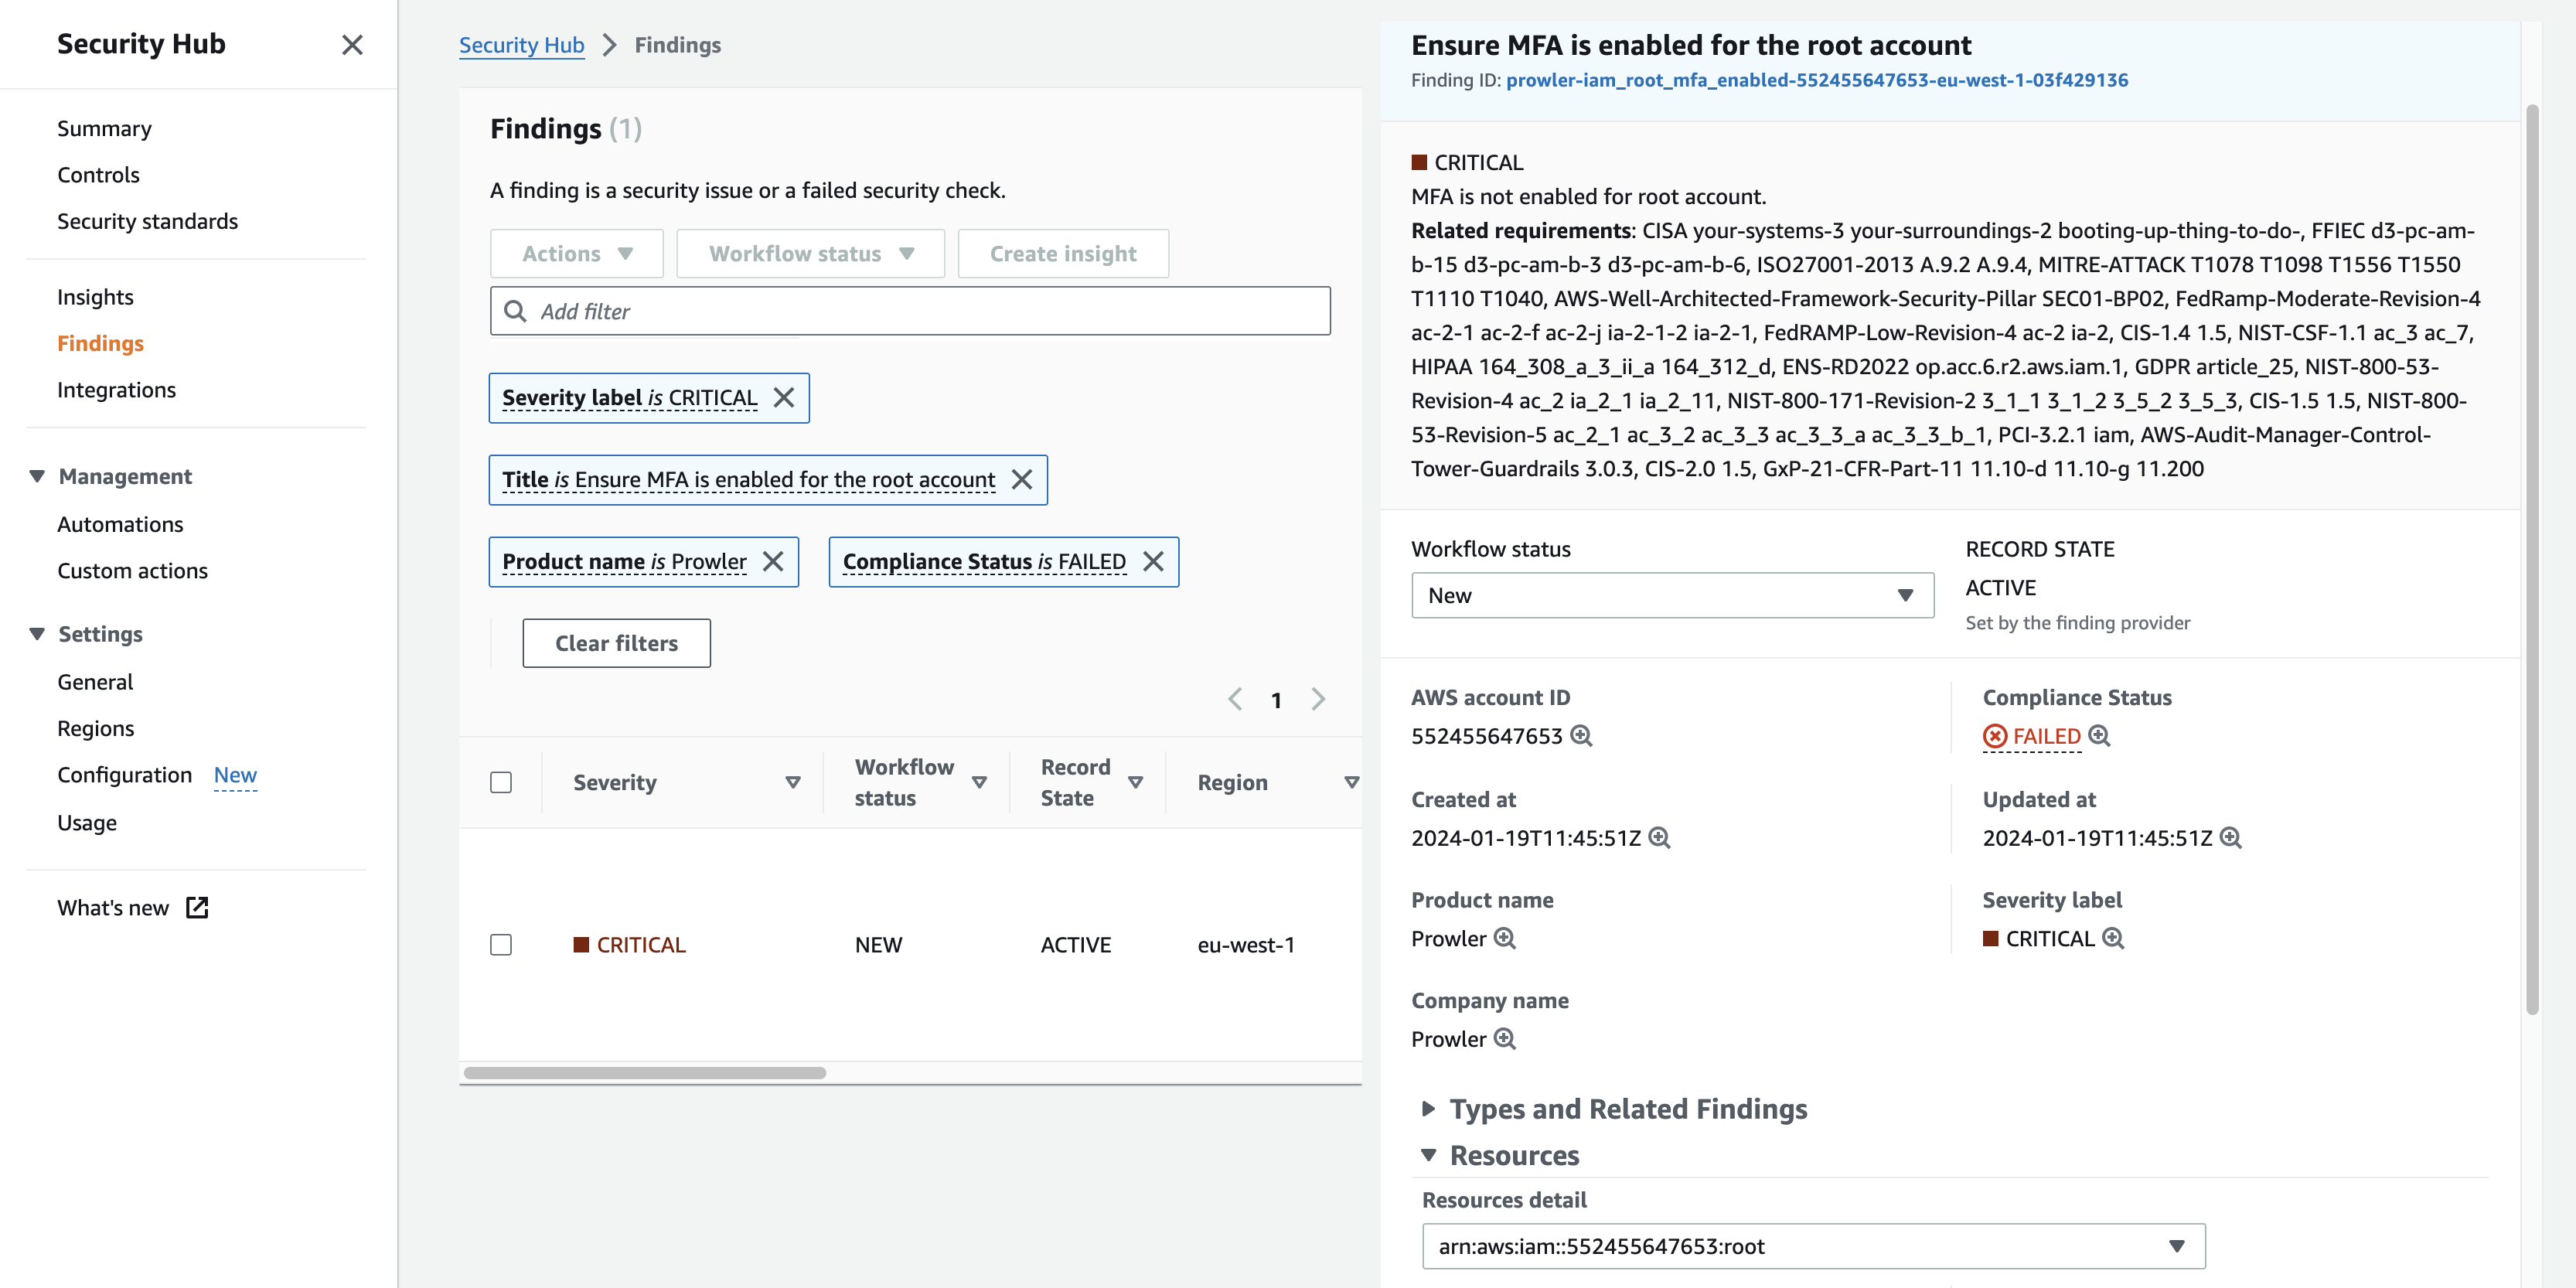 Security Hub
Summary
Controls
Security standards
Insights
Findings
Integrations
Management
Automations
Custom actions
Settings
General
Regions
Configuration New
Usage
What's new
Security Hub Findings
Findings (1)
A finding is a security issue or a failed security check.
Actions Workflow status Create insight
Add filter
Severity label is CRITICAL
Title is Ensure MFA is enabled for the root account
Product name is Prowler Compliance Status is FAILED
Clear filters
1
Severity Workflow status Record State Region
CRITICAL NEW ACTIVE eu-west-1
Ensure MFA is enabled for the root account
Finding ID: prowler-iam_root_mfa_enabled-552455647653-eu-west-1-03f429136
CRITICAL
MFA is not enabled for root account.
Related requirements: CISA your-systems-3 your-surroundings-2 booting-up-thing-to-do-, FFIEC d3-pc-am-
b-15 d3-pc-am-b-3 d3-pc-am-b-6, ISO27001-2013 A.9.2 A.9.4, MITRE-ATTACK T1078 T1098 T1556 T1550
T1110 T1040, AWS-Well-Architected-Framework-Security-Pillar SEC01-BP02, FedRamp-Moderate-Revision-4
ac-2-1 ac-2-f ac-2-j ia-2-1-2 ia-2-1, FedRAMP-Low-Revision-4 ac-2 ia-2, CIS-1.4 1.5, NIST-CSF-1.1 ac_3 ac_7,
HIPAA 164_308_a_3_ii_a 164_312_d, ENS-RD2022 op.acc.6.r2.aws.iam.1, GDPR article_25, NIST-800-53-
Revision-4 ac_2 ia_2_1 ia_2_11, NIST-800-171-Revision-2 3_1_1 3_1_2 3_5_2 3_5_3, CIS-1.5 1.5, NIST-800-
53-Revision-5 ac_2_1 ac_3_2 ac_3_3 ac_3_3_a ac_3_3_b_1, PCI-3.2.1 iam, AWS-Audit-Manager-Control-
Tower-Guardrails 3.0.3, CIS-2.0 1.5, GxP-21-CFR-Part-11 11.10-d 11.10-g 11.200
Workflow status
New
RECORD STATE
ACTIVE
Set by the finding provider
AWS account ID
552455647653
Compliance Status
FAILED
Created at
2024-01-19T11:45:51Z
Updated at
2024-01-19T11:45:51Z
Product name
Prowler
Severity label
CRITICAL
Company name
Prowler
Types and Related Findings
Resources
Resources detail
arn:aws:iam::552455647653:root